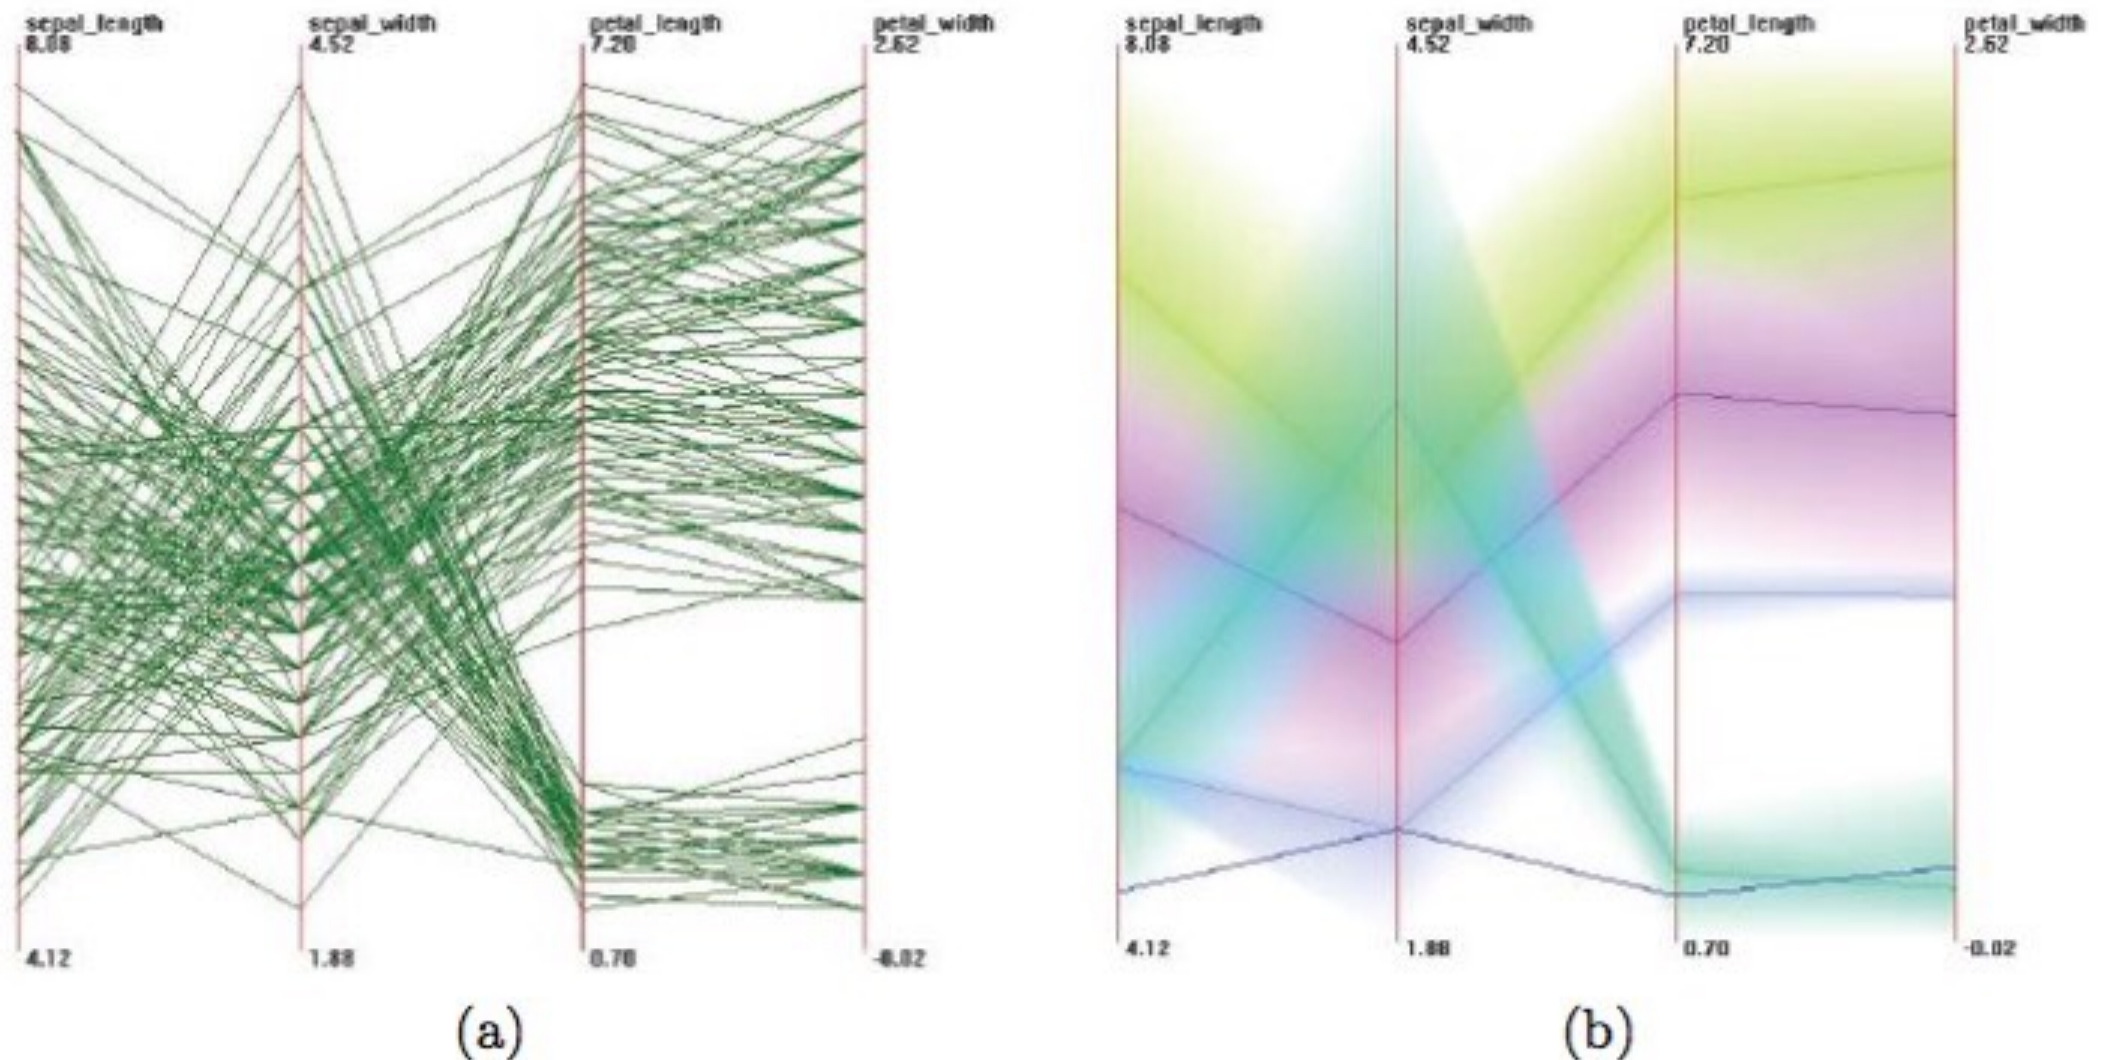 sepal_length sepal_width petal_length petal_width
8.08 4.52 7.20 2.62
4.12 1.88 0.70 -0.02
(a)
sepal_length sepal_width petal_length petal_width
8.08 4.52 7.20 2.62
4.12 1.88 0.70 -0.02
(b)